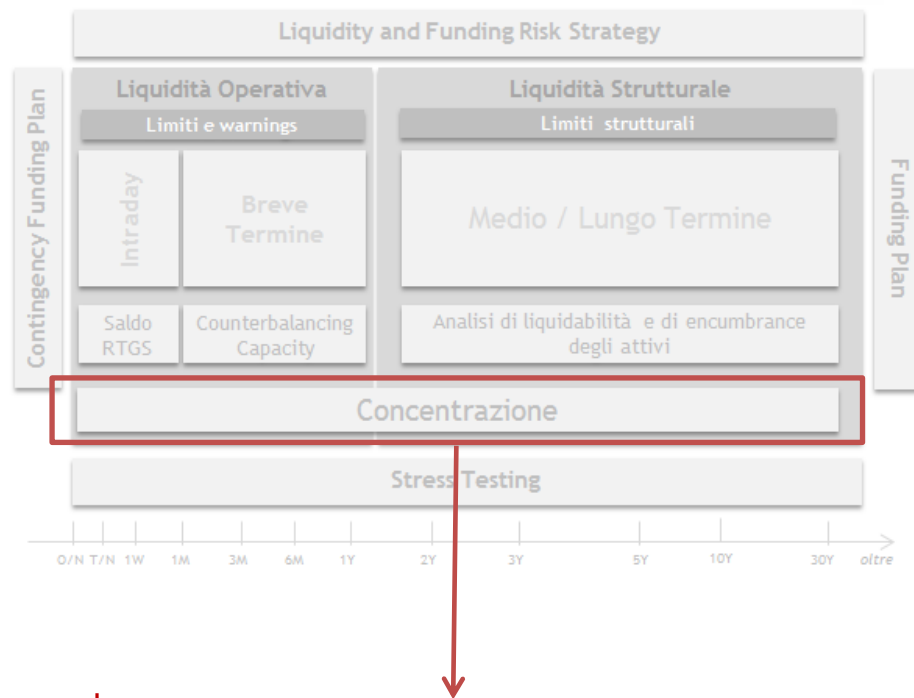 Liquidity and Funding Risk Strategy
Contingency Funding Plan
Liquidità Operativa
Limiti e warnings
Intraday
Breve
Termine
Saldo
RTGS
Counterbalancing
Capacity
Liquidità Strutturale
Limiti strutturali
Medio / Lungo Termine
Analisi di liquidabilità e di encumbrance
degli attivi
Funding Plan
Concentrazione
Stress Testing
O/N T/N 1W 1M 3M 6M 1Y 2Y 3Y 5Y 10Y 30Y oltre